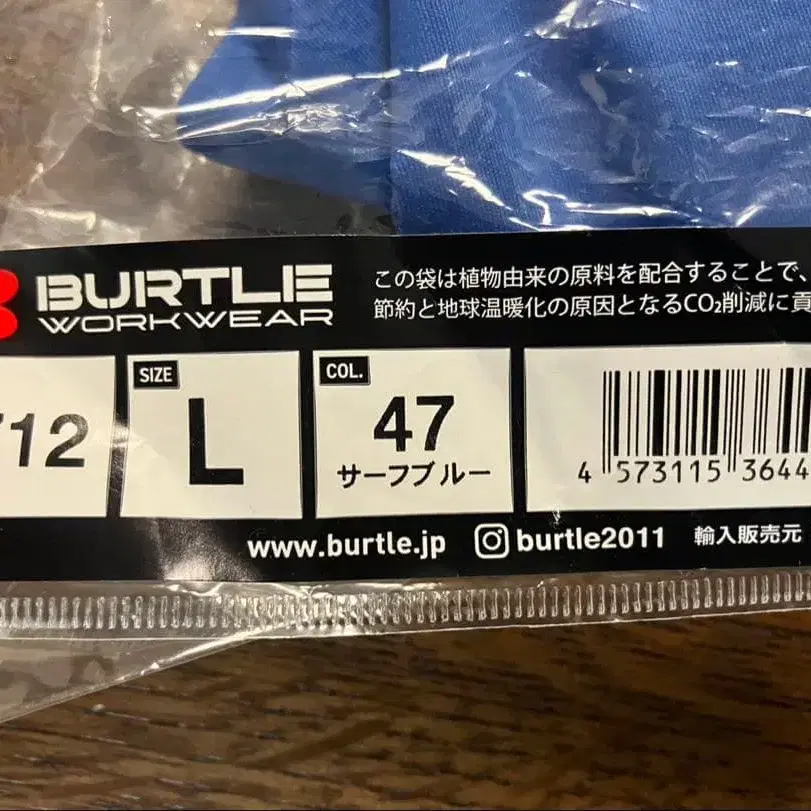 BURTLE
WORKWEAR
この袋は植物由来の原料を配合することで、
節約と地球温暖化の原因となるCO₂削減に
712
SIZE
L
COL.
47
サーフブルー
4 573115 3644
www.burtle.jp
burtle2011
輸入販売元